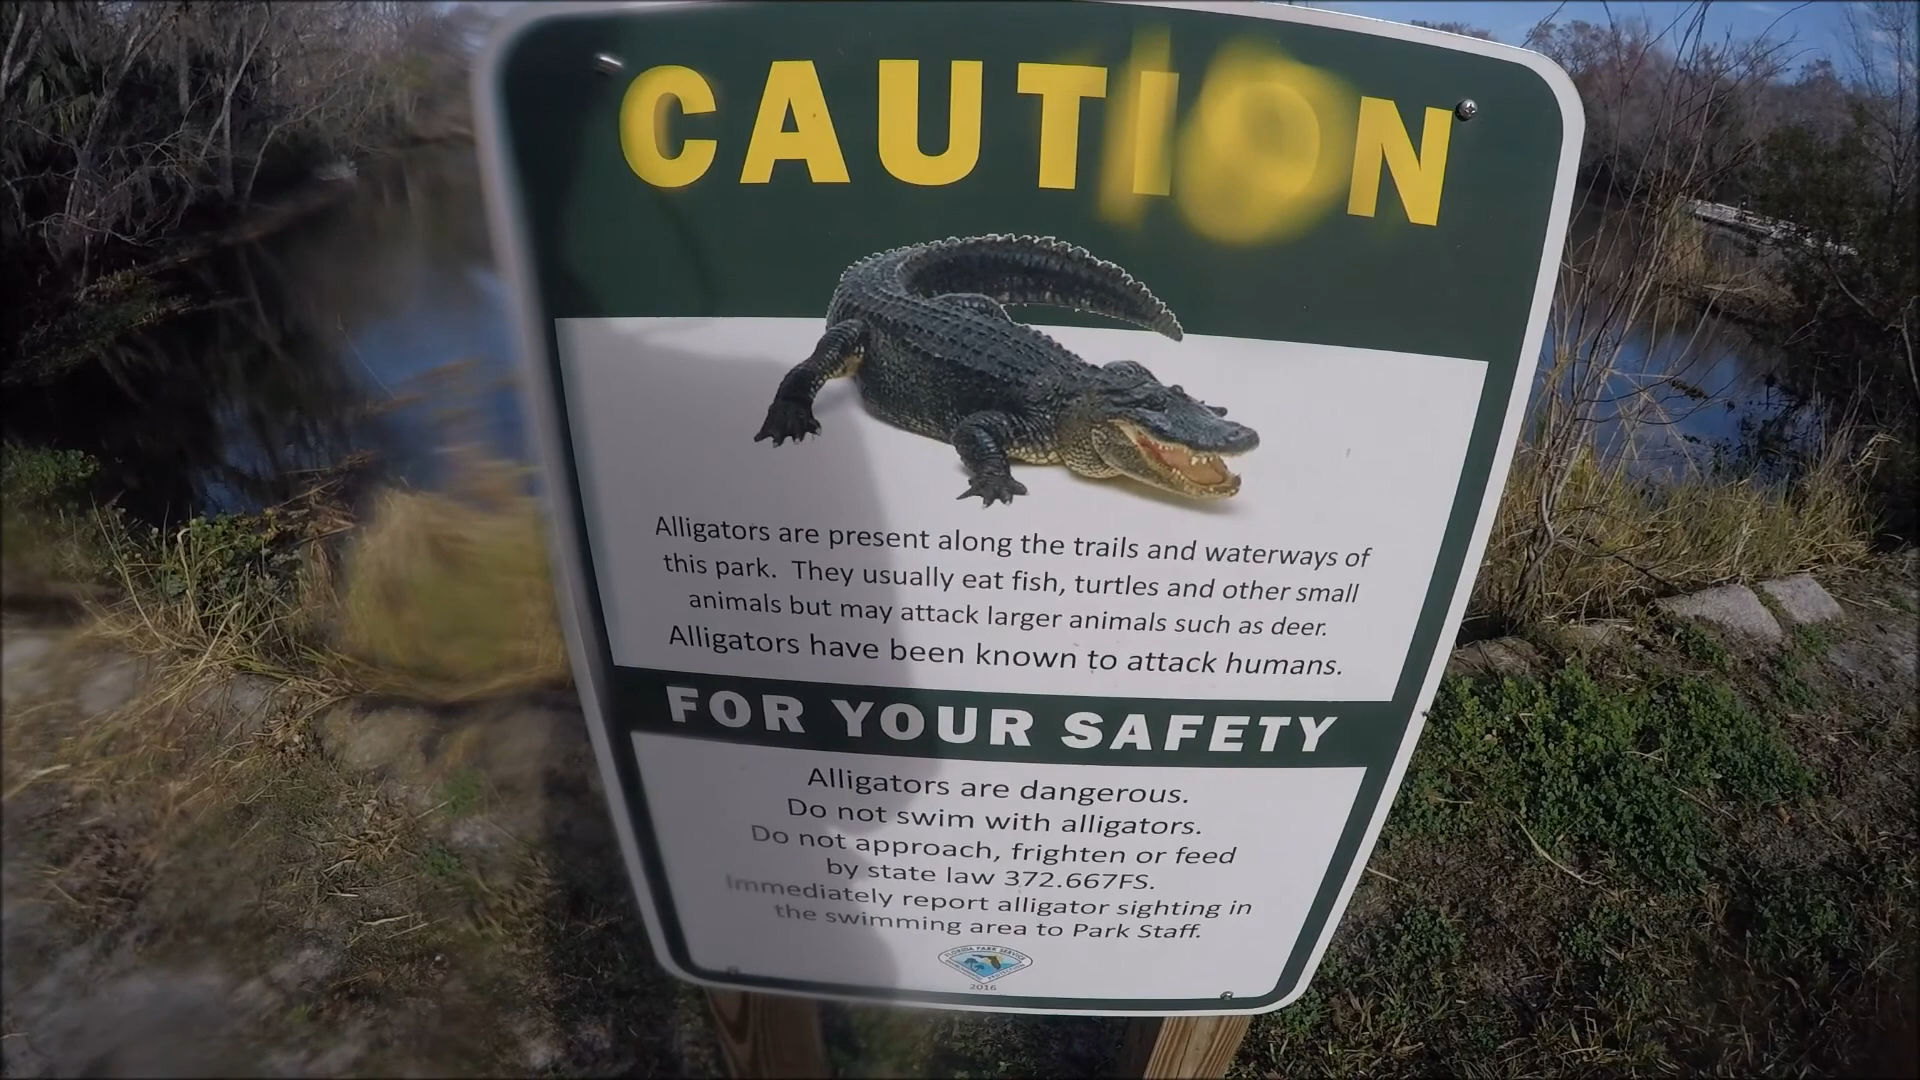 CAUTION
Alligators are present along the trails and waterways of
this park. They usually eat fish, turtles and other small
animals but may attack larger animals such as deer.
Alligators have been known to attack humans.
FOR YOUR SAFETY
Alligators are dangerous.
Do not swim with alligators.
Do not approach, frighten or feed
by state law 372.667FS.
Immediately report alligator sighting in
the swimming area to Park Staff.
FLORIDA PARK SERVICE
2016